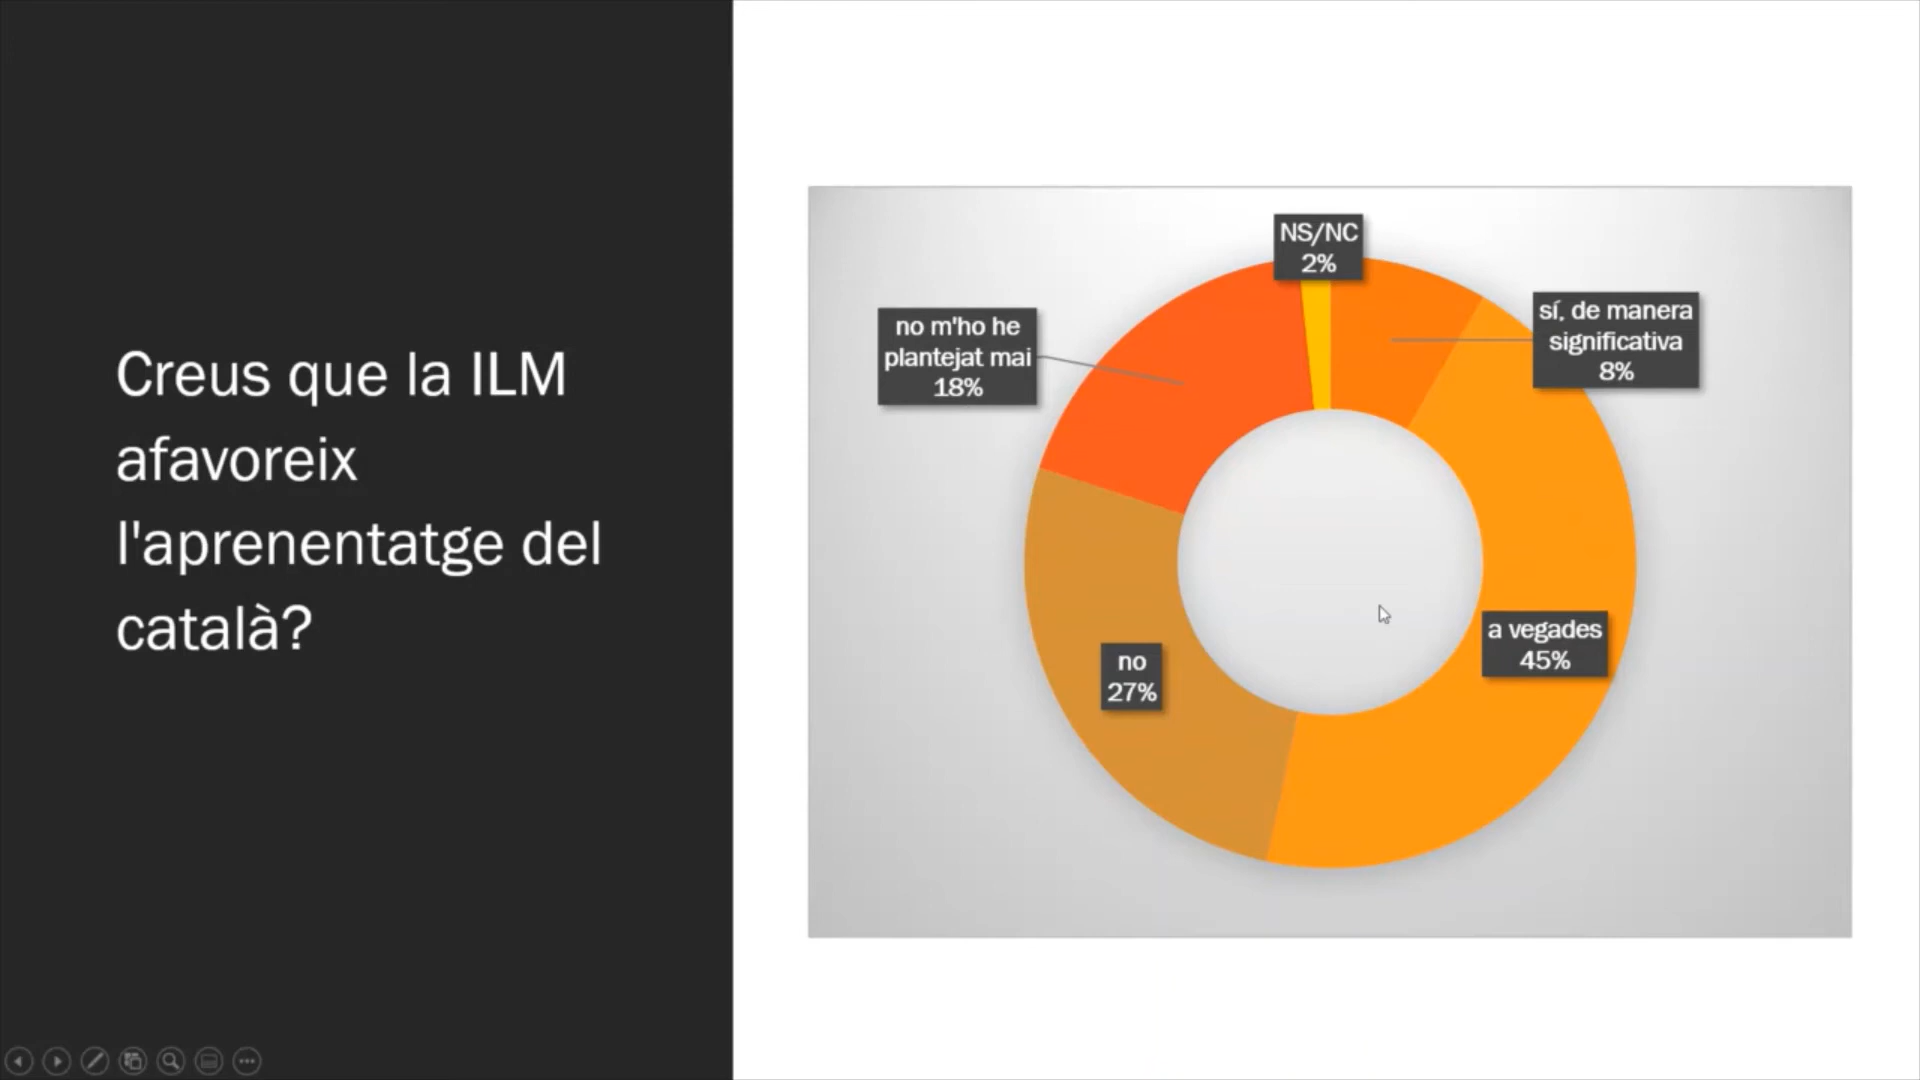 Creus que la ILM
afavoreix
l'aprenentatge del
català?
NS/NC
2%
sí, de manera
significativa
8%
no m'ho he
plantejat mai
18%
a vegades
45%
no
27%